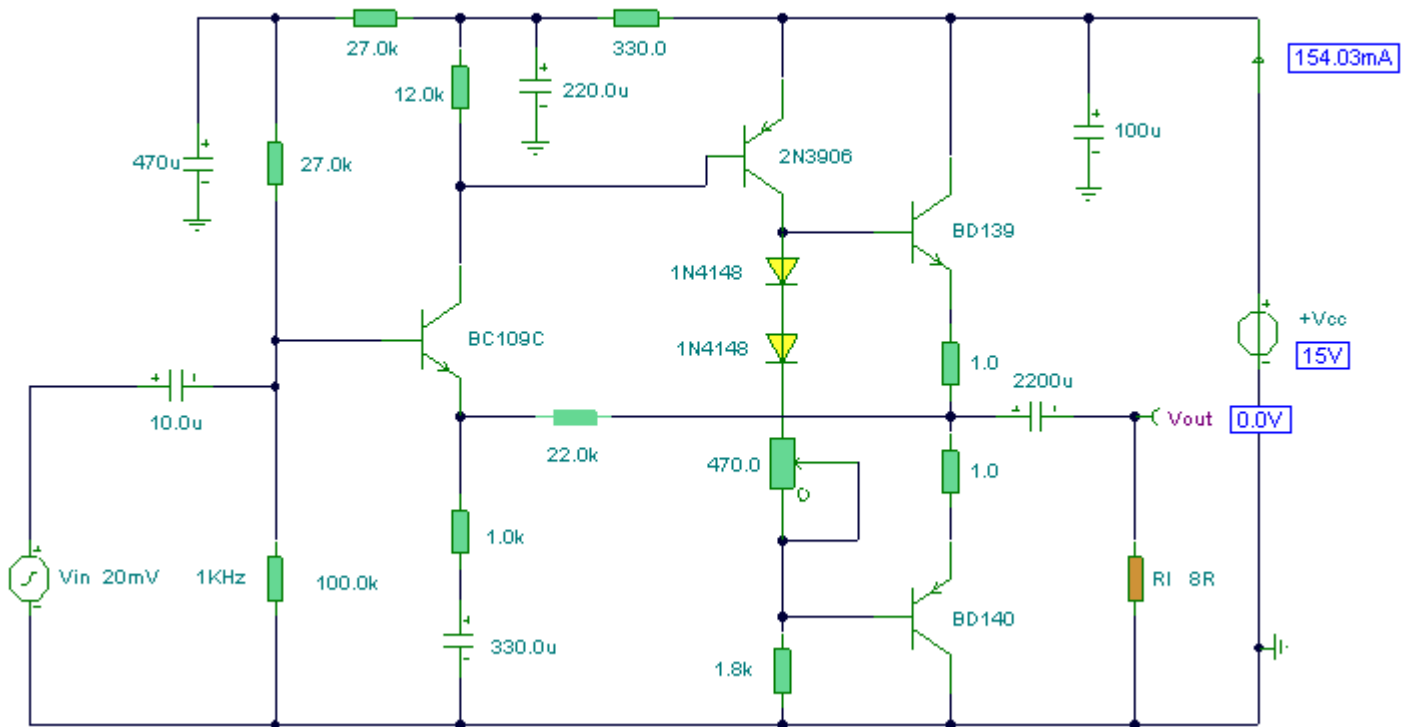 27.0k
330.0
154.03mA
12.0k
220.0u
100u
470u
27.0k
2N3906
BD139
1N4148
BC109C
1N4148
+Vcc
15V
1.0
2200u
10.0u
Vout 0.0V
22.0k
470.0
1.0
1.0k
Vin 20mV 1KHz
100.0k
Rl 8R
BD140
330.0u
1.8k